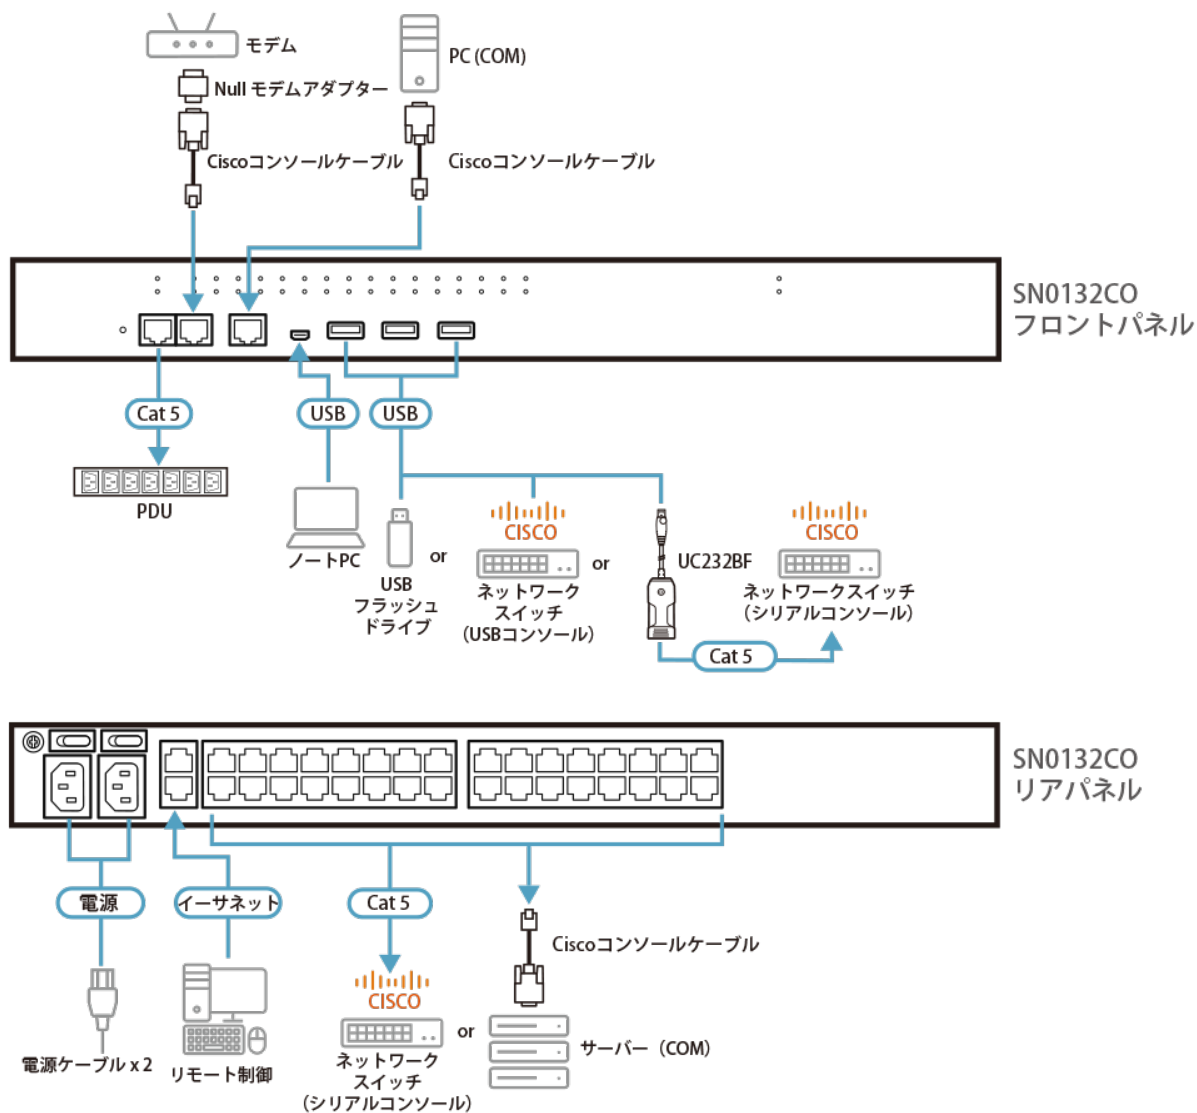 モデム
PC (COM)
Null モデムアダプター
Ciscoコンソールケーブル
Ciscoコンソールケーブル
SN0132CO
フロントパネル
Cat 5
USB
USB
PDU
ノートPC
USB
フラッシュ
ドライブ
or
CISCO
ネットワーク
スイッチ
（USBコンソール）
or
UC232BF
CISCO
ネットワークスイッチ
（シリアルコンソール）
Cat 5
SN0132CO
リアパネル
電源
イーサネット
Cat 5
Ciscoコンソールケーブル
電源ケーブル x 2
リモート制御
CISCO
ネットワーク
スイッチ
（シリアルコンソール）
or
サーバー（COM）